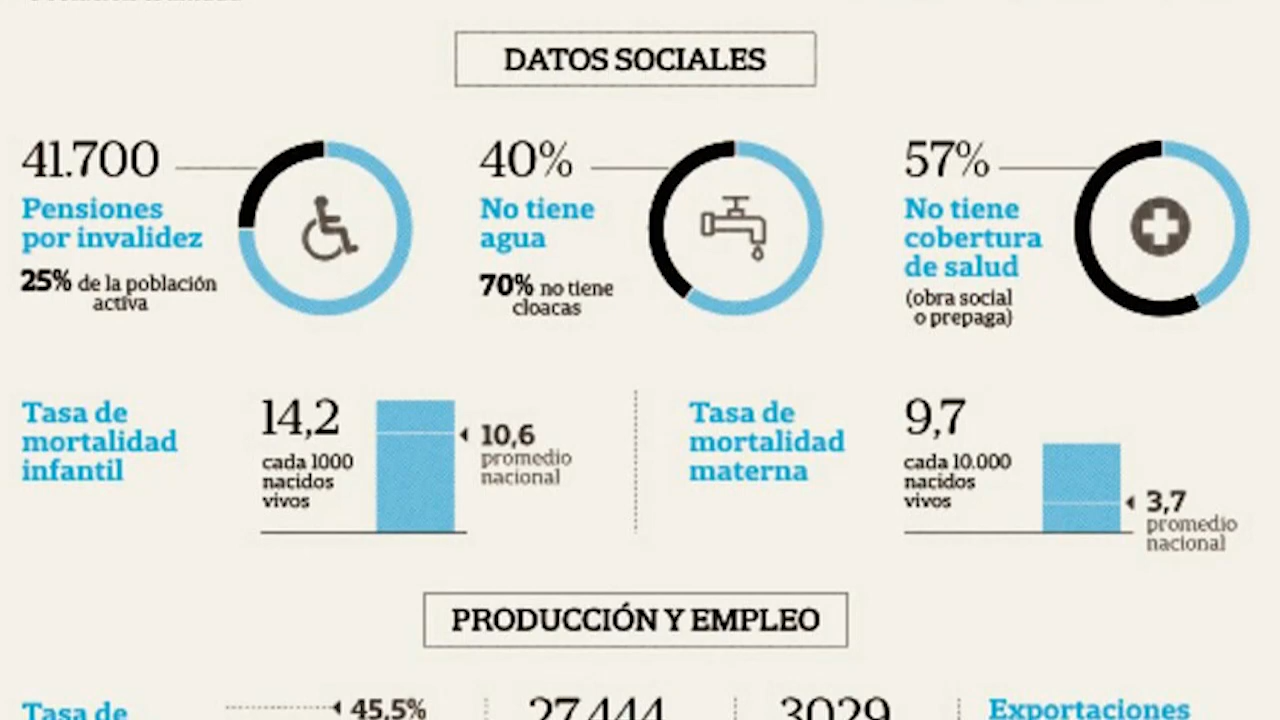 DATOS SOCIALES
41.700
Pensiones
por invalidez
25% de la población
activa
40%
No tiene
agua
70% no tiene
cloacas
57%
No tiene
cobertura
de salud
(obra social
o prepaga)
Tasa de
mortalidad
infantil
14,2
cada 1000
nacidos
vivos
10,6
promedio
nacional
Tasa de
mortalidad
materna
9,7
cada 10.000
nacidos
vivos
3,7
promedio
nacional
PRODUCCIÓN Y EMPLEO
Tasa de
45,5%
27.444
3029
Exportaciones